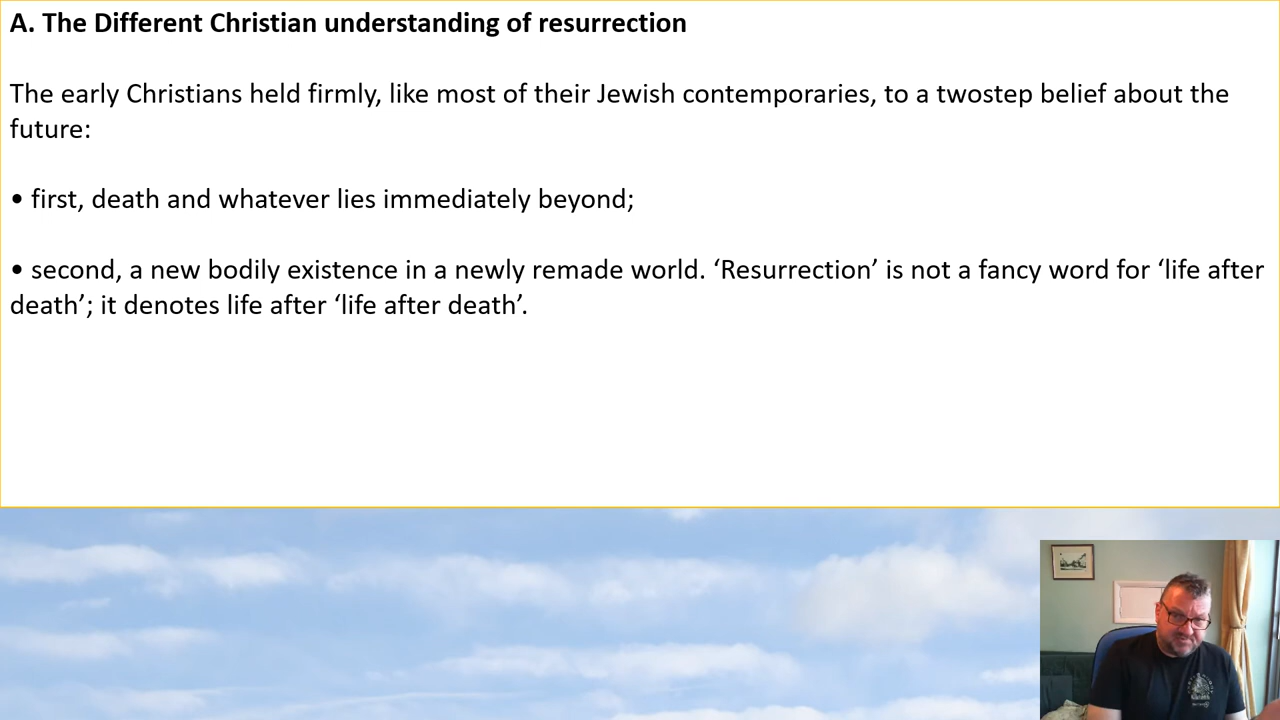 A. The Different Christian understanding of resurrection
The early Christians held firmly, like most of their Jewish contemporaries, to a twostep belief about the
future:
• first, death and whatever lies immediately beyond;
• second, a new bodily existence in a newly remade world. ‘Resurrection’ is not a fancy word for ‘life after
death’; it denotes life after ‘life after death’.